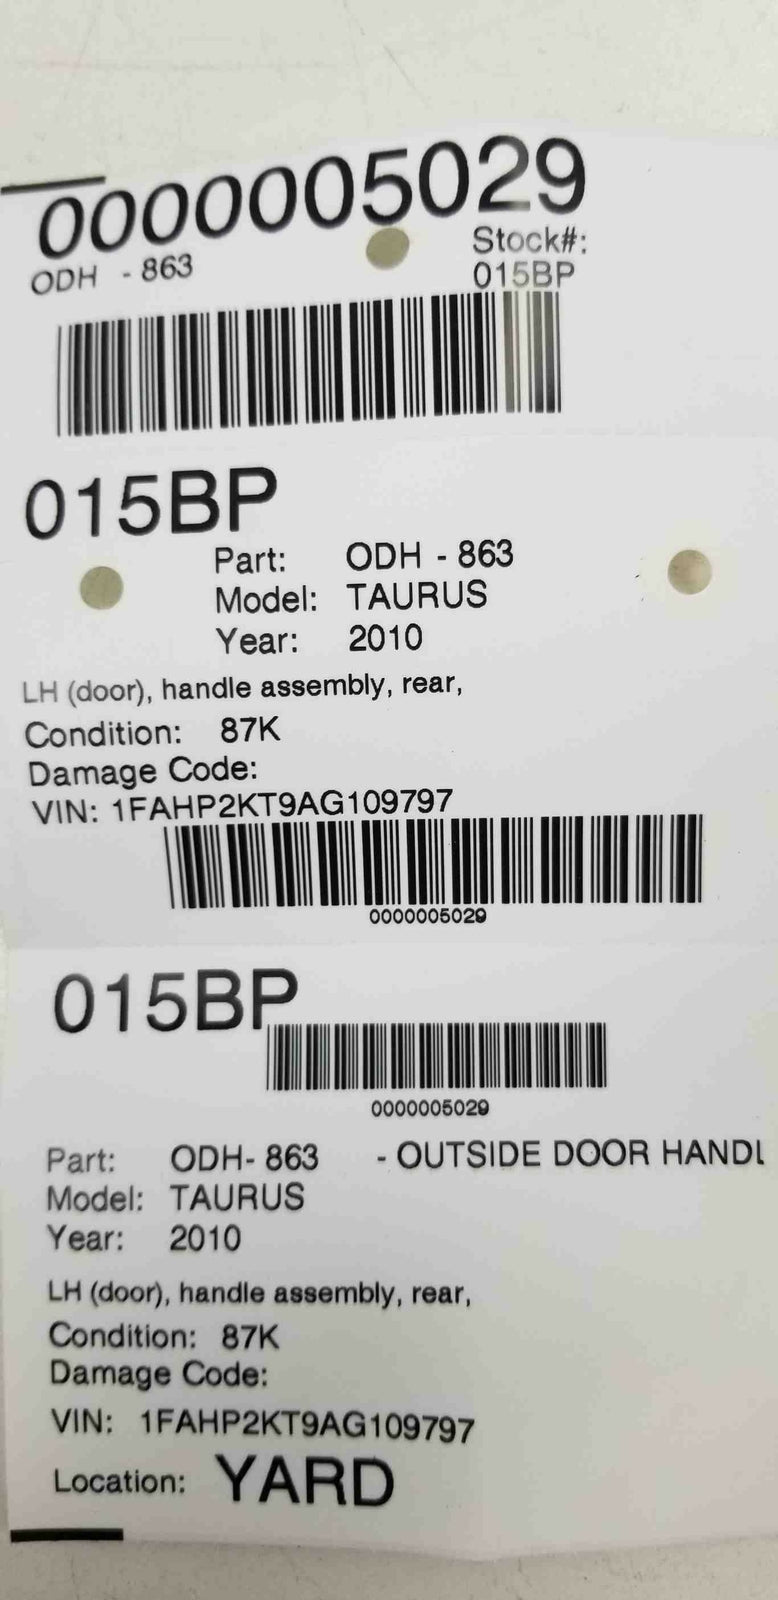 0000005029
ODH - 863
Stock#:
015BP
015BP
Part: ODH - 863
Model: TAURUS
Year: 2010
LH (door), handle assembly, rear,
Condition: 87K
Damage Code:
VIN: 1FAHP2KT9AG109797
0000005029
015BP
0000005029
Part: ODH- 863 - OUTSIDE DOOR HANDL
Model: TAURUS
Year: 2010
LH (door), handle assembly, rear,
Condition: 87K
Damage Code:
VIN: 1FAHP2KT9AG109797
Location: YARD